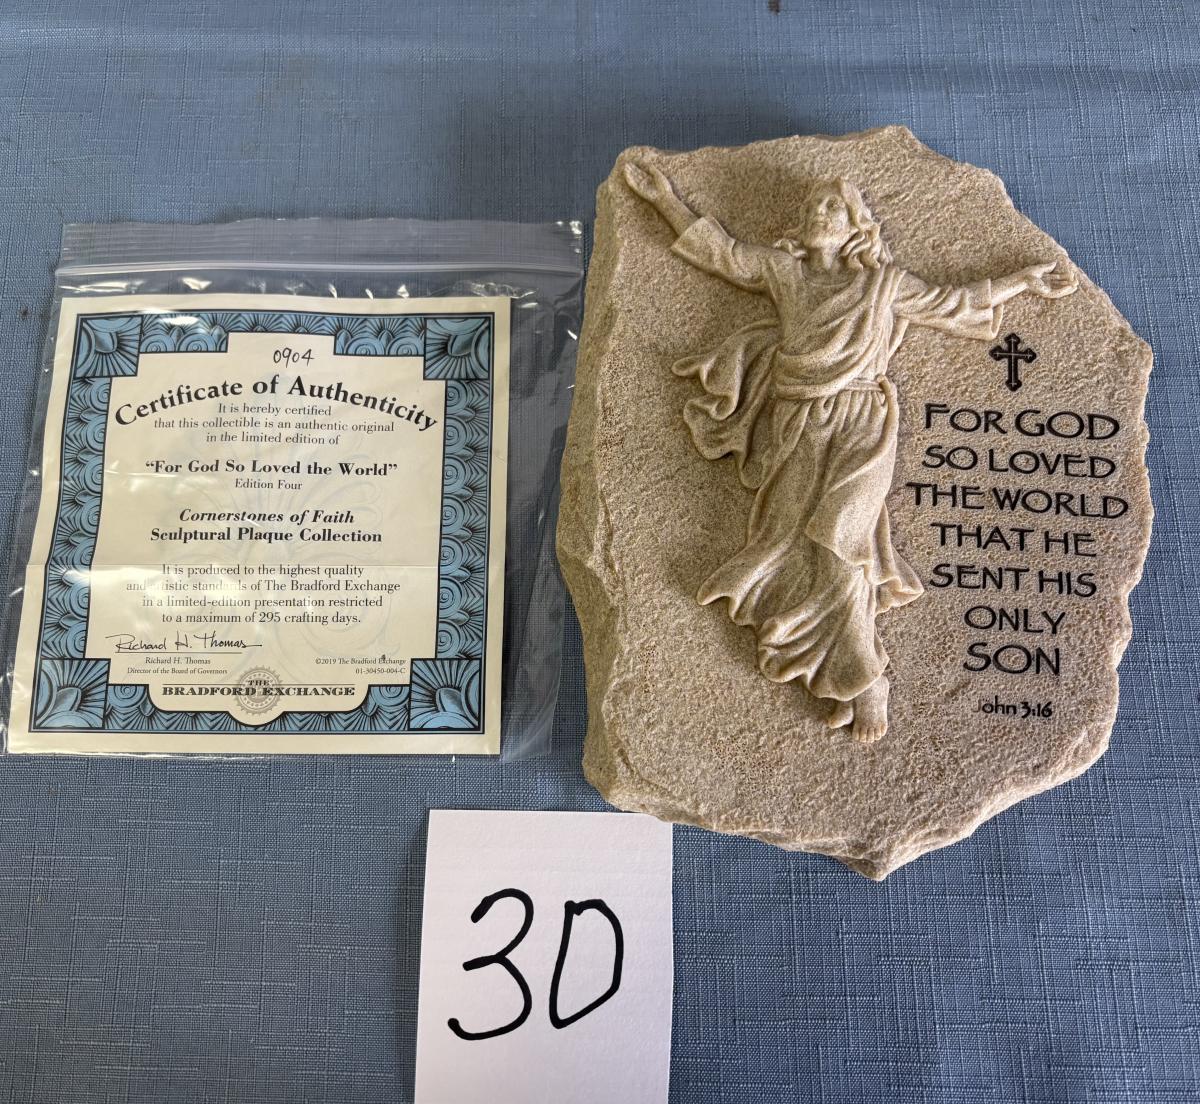 0904
Certificate of Authenticity
It is hereby certified
that this collectible is an authentic original
in the limited edition of
“For God So Loved the World”
Edition Four
Cornerstones of Faith
Sculptural Plaque Collection
It is produced to the highest quality
and artistic standards of The Bradford Exchange
in a limited-edition presentation restricted
to a maximum of 295 crafting days.
Richard H. Thomas
Richard H. Thomas
Director of the Board of Governors
©2019 The Bradford Exchange
01-30450-004-C
THE
BRADFORD EXCHANGE
FOR GOD
SO LOVED
THE WORLD
THAT HE
SENT HIS
ONLY
SON
John 3:16
30